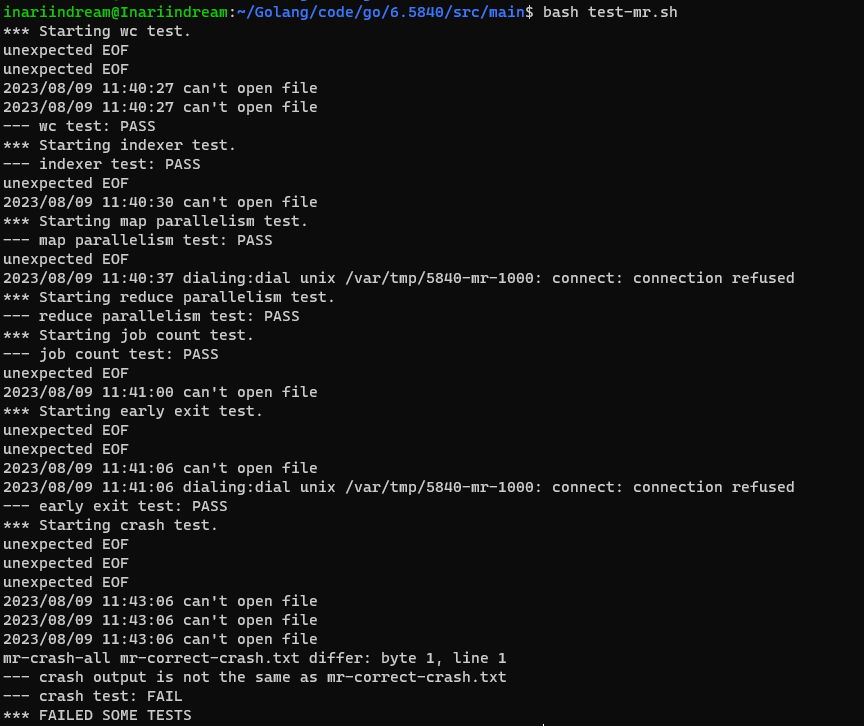 inariindream@Inariindream:~/Golang/code/go/6.5840/src/main$ bash test-mr.sh
*** Starting wc test.
unexpected EOF
unexpected EOF
2023/08/09 11:40:27 can't open file
2023/08/09 11:40:27 can't open file
--- wc test: PASS
*** Starting indexer test.
--- indexer test: PASS
unexpected EOF
2023/08/09 11:40:30 can't open file
*** Starting map parallelism test.
--- map parallelism test: PASS
unexpected EOF
2023/08/09 11:40:37 dialing:dial unix /var/tmp/5840-mr-1000: connect: connection refused
*** Starting reduce parallelism test.
--- reduce parallelism test: PASS
*** Starting job count test.
--- job count test: PASS
unexpected EOF
2023/08/09 11:41:00 can't open file
*** Starting early exit test.
unexpected EOF
unexpected EOF
2023/08/09 11:41:06 can't open file
2023/08/09 11:41:06 dialing:dial unix /var/tmp/5840-mr-1000: connect: connection refused
--- early exit test: PASS
*** Starting crash test.
unexpected EOF
unexpected EOF
unexpected EOF
2023/08/09 11:43:06 can't open file
2023/08/09 11:43:06 can't open file
2023/08/09 11:43:06 can't open file
mr-crash-all mr-correct-crash.txt differ: byte 1, line 1
--- crash output is not the same as mr-correct-crash.txt
--- crash test: FAIL
*** FAILED SOME TESTS